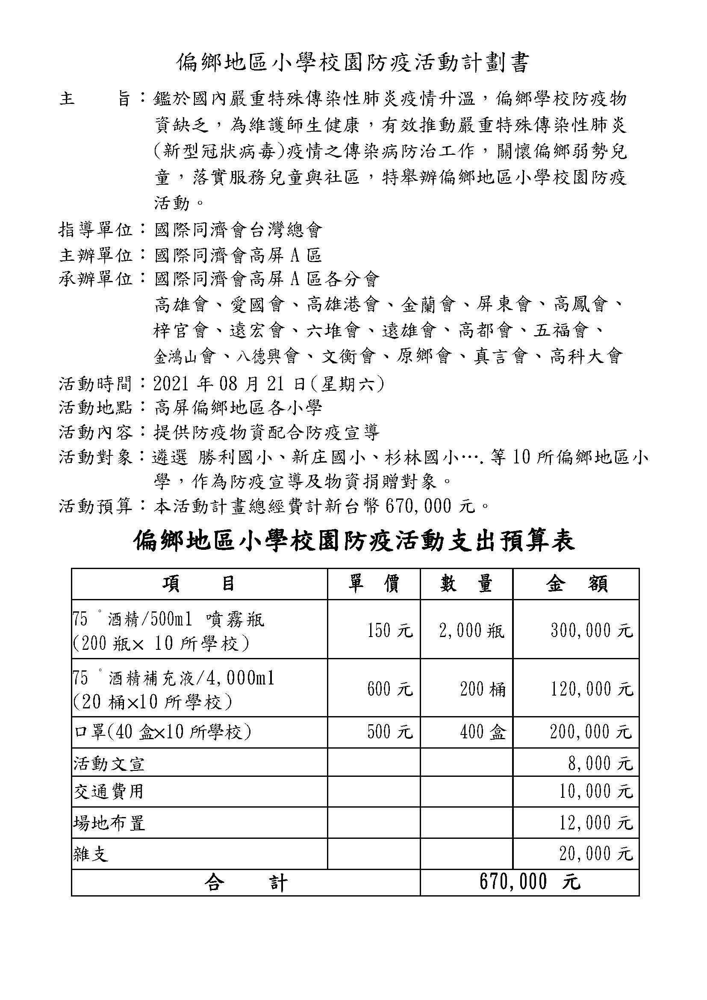 偏鄉地區小學校園防疫活動計劃書
主　　旨：鑑於國內嚴重特殊傳染性肺炎疫情升溫，偏鄉學校防疫物
資缺乏，為維護師生健康，有效推動嚴重特殊傳染性肺炎
(新型冠狀病毒)疫情之傳染病防治工作，關懷偏鄉弱勢兒
童，落實服務兒童與社區，特舉辦偏鄉地區小學校園防疫
活動。
指導單位：國際同濟會台灣總會
主辦單位：國際同濟會高屏 A 區
承辦單位：國際同濟會高屏 A 區各分會
高雄會、愛國會、高雄港會、金蘭會、屏東會、高鳳會、
梓官會、遠宏會、六堆會、遠雄會、高都會、五福會、
金鴻山會、八德興會、文衡會、原鄉會、真言會、高科大會
活動時間：2021 年 08 月 21 日(星期六)
活動地點：高屏偏鄉地區各小學
活動內容：提供防疫物資配合防疫宣導
活動對象：遴選 勝利國小、新庄國小、杉林國小….等 10 所偏鄉地區小
學，作為防疫宣導及物資捐贈對象。
活動預算：本活動計畫總經費計新台幣 670,000 元。
偏鄉地區小學校園防疫活動支出預算表
項　目　單　價　數　量　金　額
75 ゜酒精/500ml 噴霧瓶
(200 瓶× 10 所學校) 150 元 2,000 瓶 300,000 元
75 ゜酒精補充液/4,000ml
(20 桶×10 所學校) 600 元 200 桶 120,000 元
口罩(40 盒×10 所學校) 500 元 400 盒 200,000 元
活動文宣 8,000 元
交通費用 10,000 元
場地布置 12,000 元
雜支 20,000 元
合　計 670,000 元